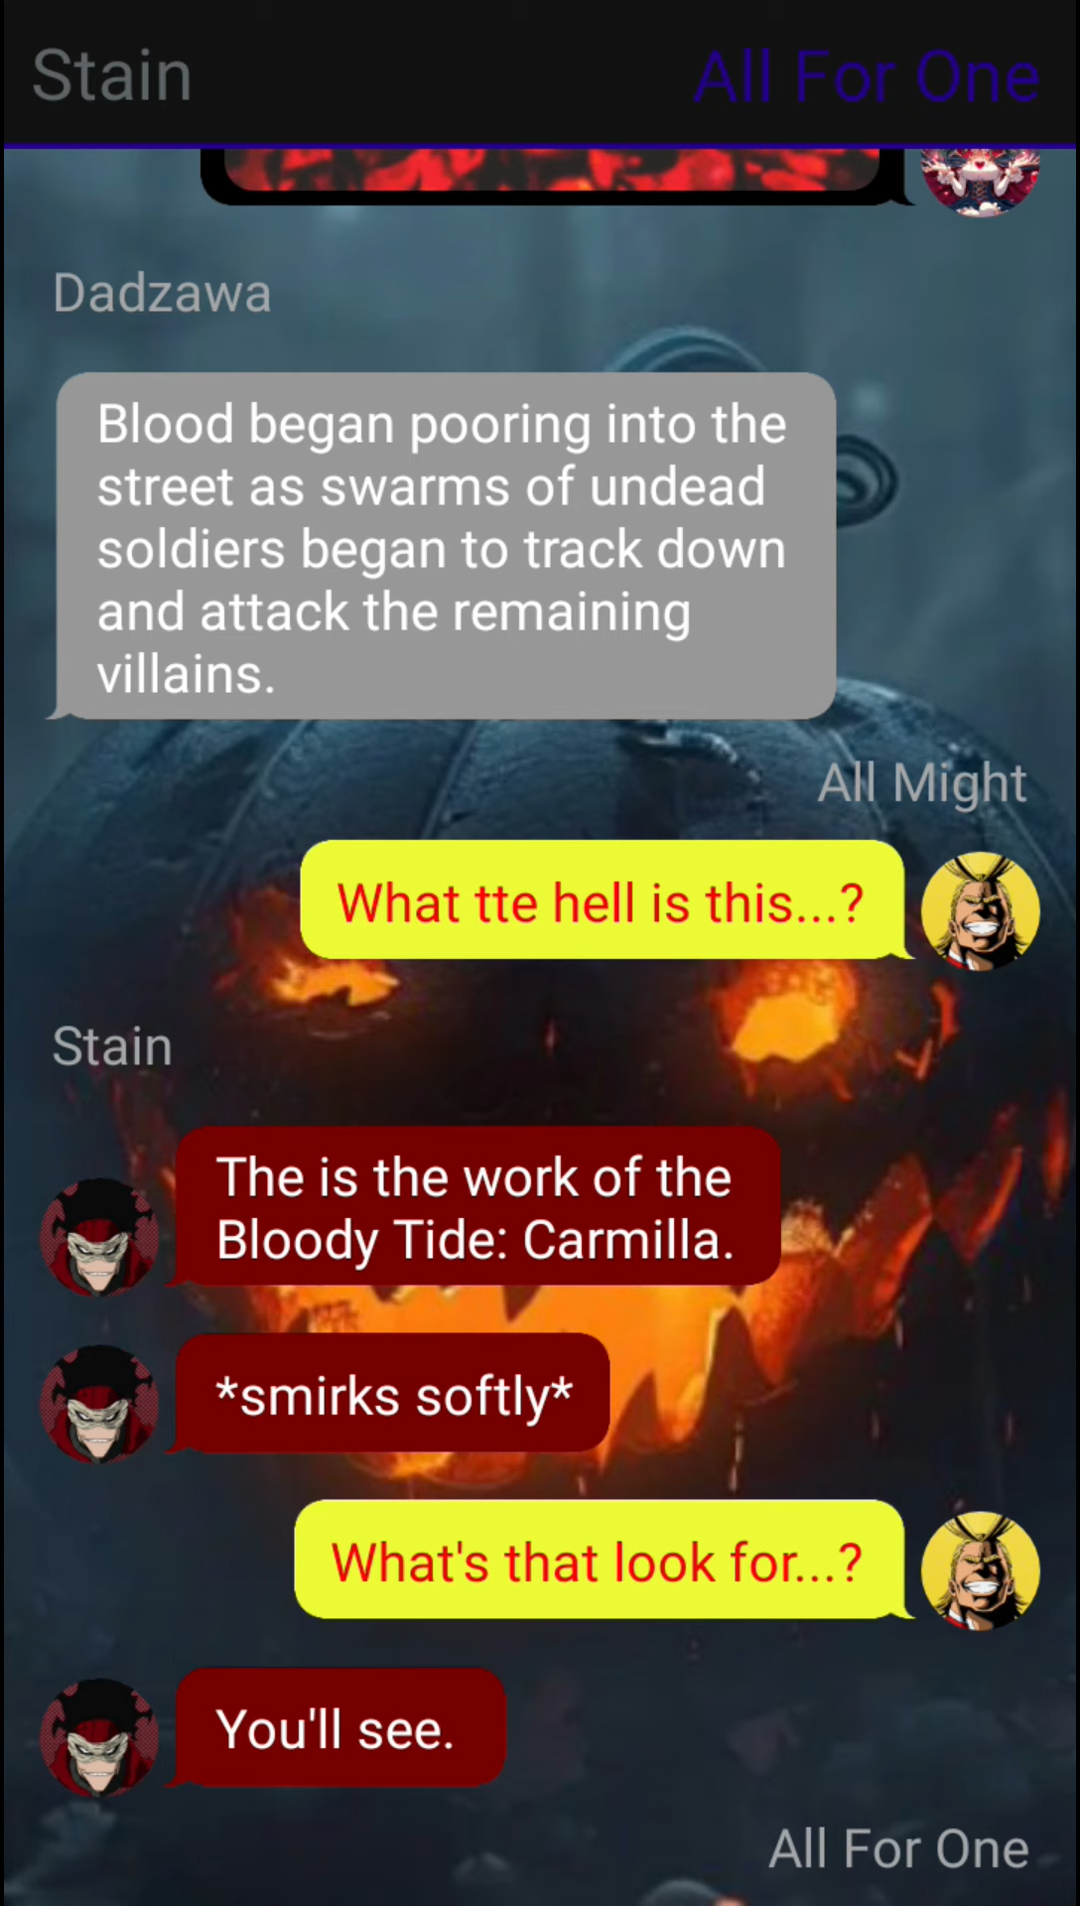 Stain
All For One
Dadzawa
Blood began pooring into the
street as swarms of undead
soldiers began to track down
and attack the remaining
villains.
All Might
What tte hell is this...?
Stain
The is the work of the
Bloody Tide: Carmilla.
*smirks softly*
What's that look for...?
You'll see.
All For One